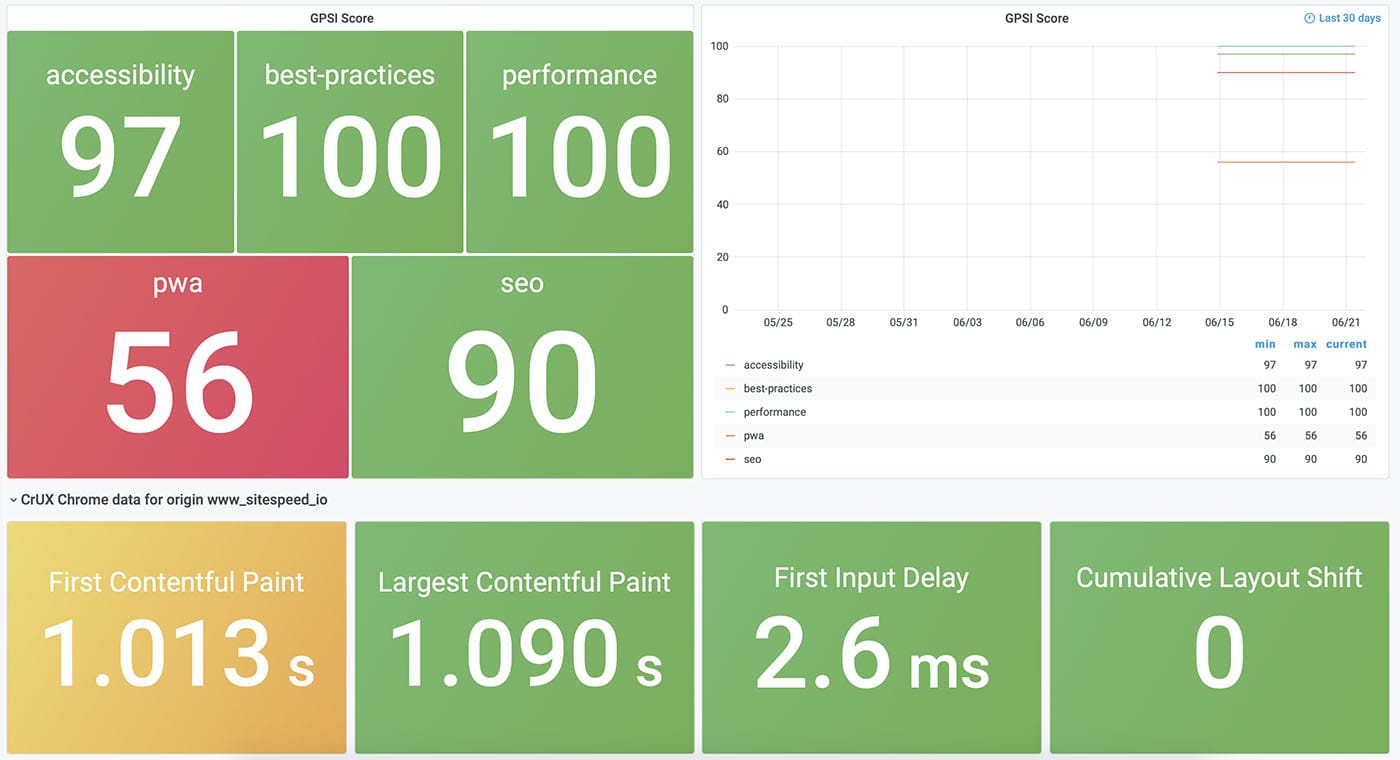 GPSI Score
accessibility
97
best-practices
100
performance
100
pwa
56
seo
90
GPSI Score
Last 30 days
100
80
60
40
20
0
05/25 05/28 05/31 06/03 06/06 06/09 06/12 06/15 06/18 06/21
min max current
accessibility 97 97 97
best-practices 100 100 100
performance 100 100 100
pwa 56 56 56
seo 90 90 90
CrUX Chrome data for origin www_sitespeed_io
First Contentful Paint
1.013 s
Largest Contentful Paint
1.090 s
First Input Delay
2.6 ms
Cumulative Layout Shift
0